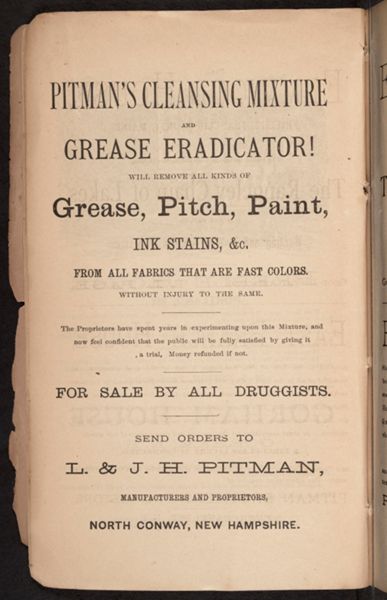 PITMAN'S CLEANSING MIXTURE
AND
GREASE ERADICATOR!
WILL REMOVE ALL KINDS OF
Grease, Pitch, Paint,
INK STAINS, &c.
FROM ALL FABRICS THAT ARE FAST COLORS.
WITHOUT INJURY TO THE SAME.
The Proprietors have spent years in experimenting upon this Mixture, and
now feel confident that the public will be fully satisfied by giving it
, a trial, Money refunded if not.
FOR SALE BY ALL DRUGGISTS.
SEND ORDERS TO
L. & J. H. PITMAN,
MANUFACTURERS AND PROPRIETORS,
NORTH CONWAY, NEW HAMPSHIRE.